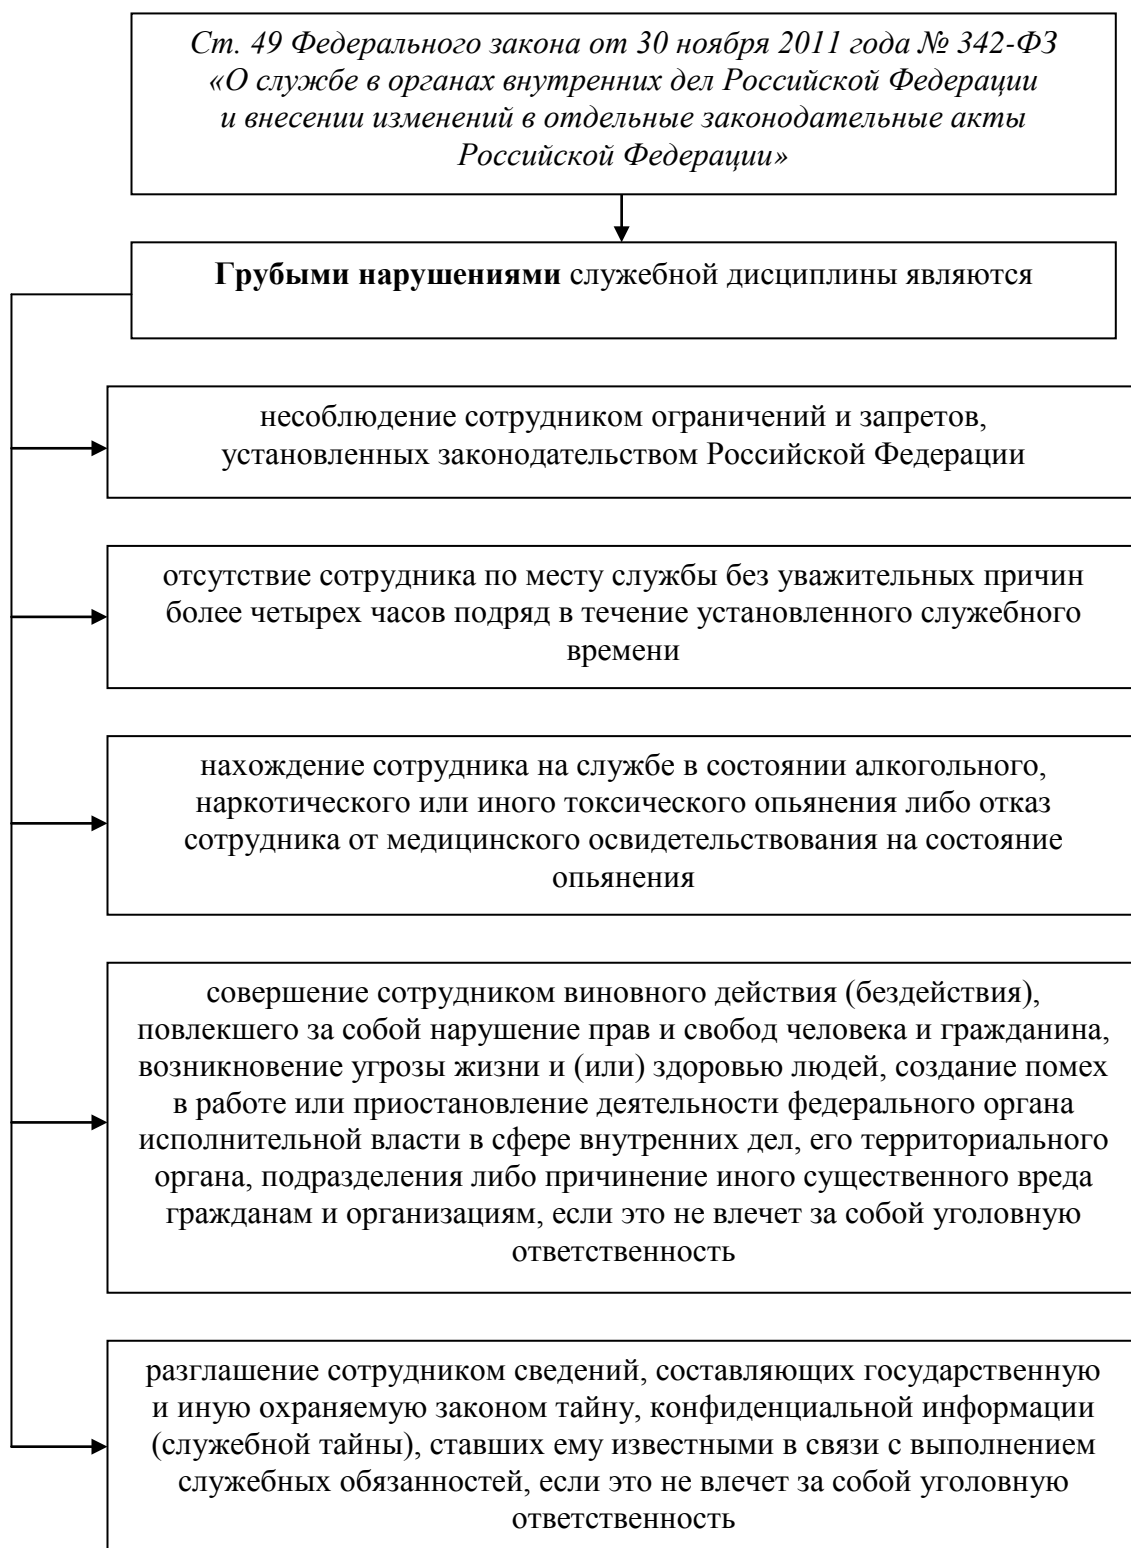 Ст. 49 Федерального закона от 30 ноября 2011 года № 342-ФЗ
«О службе в органах внутренних дел Российской Федерации
и внесении изменений в отдельные законодательные акты
Российской Федерации»
Грубыми нарушениями служебной дисциплины являются
несоблюдение сотрудником ограничений и запретов,
установленных законодательством Российской Федерации
отсутствие сотрудника по месту службы без уважительных причин
более четырех часов подряд в течение установленного служебного
времени
нахождение сотрудника на службе в состоянии алкогольного,
наркотического или иного токсического опьянения либо отказ
сотрудника от медицинского освидетельствования на состояние
опьянения
совершение сотрудником виновного действия (бездействия),
повлекшего за собой нарушение прав и свобод человека и гражданина,
возникновение угрозы жизни и (или) здоровью людей, создание помех
в работе или приостановление деятельности федерального органа
исполнительной власти в сфере внутренних дел, его территориального
органа, подразделения либо причинение иного существенного вреда
гражданам и организациям, если это не влечет за собой уголовную
ответственность
разглашение сотрудником сведений, составляющих государственную
и иную охраняемую законом тайну, конфиденциальной информации
(служебной тайны), ставших ему известными в связи с выполнением
служебных обязанностей, если это не влечет за собой уголовную
ответственность